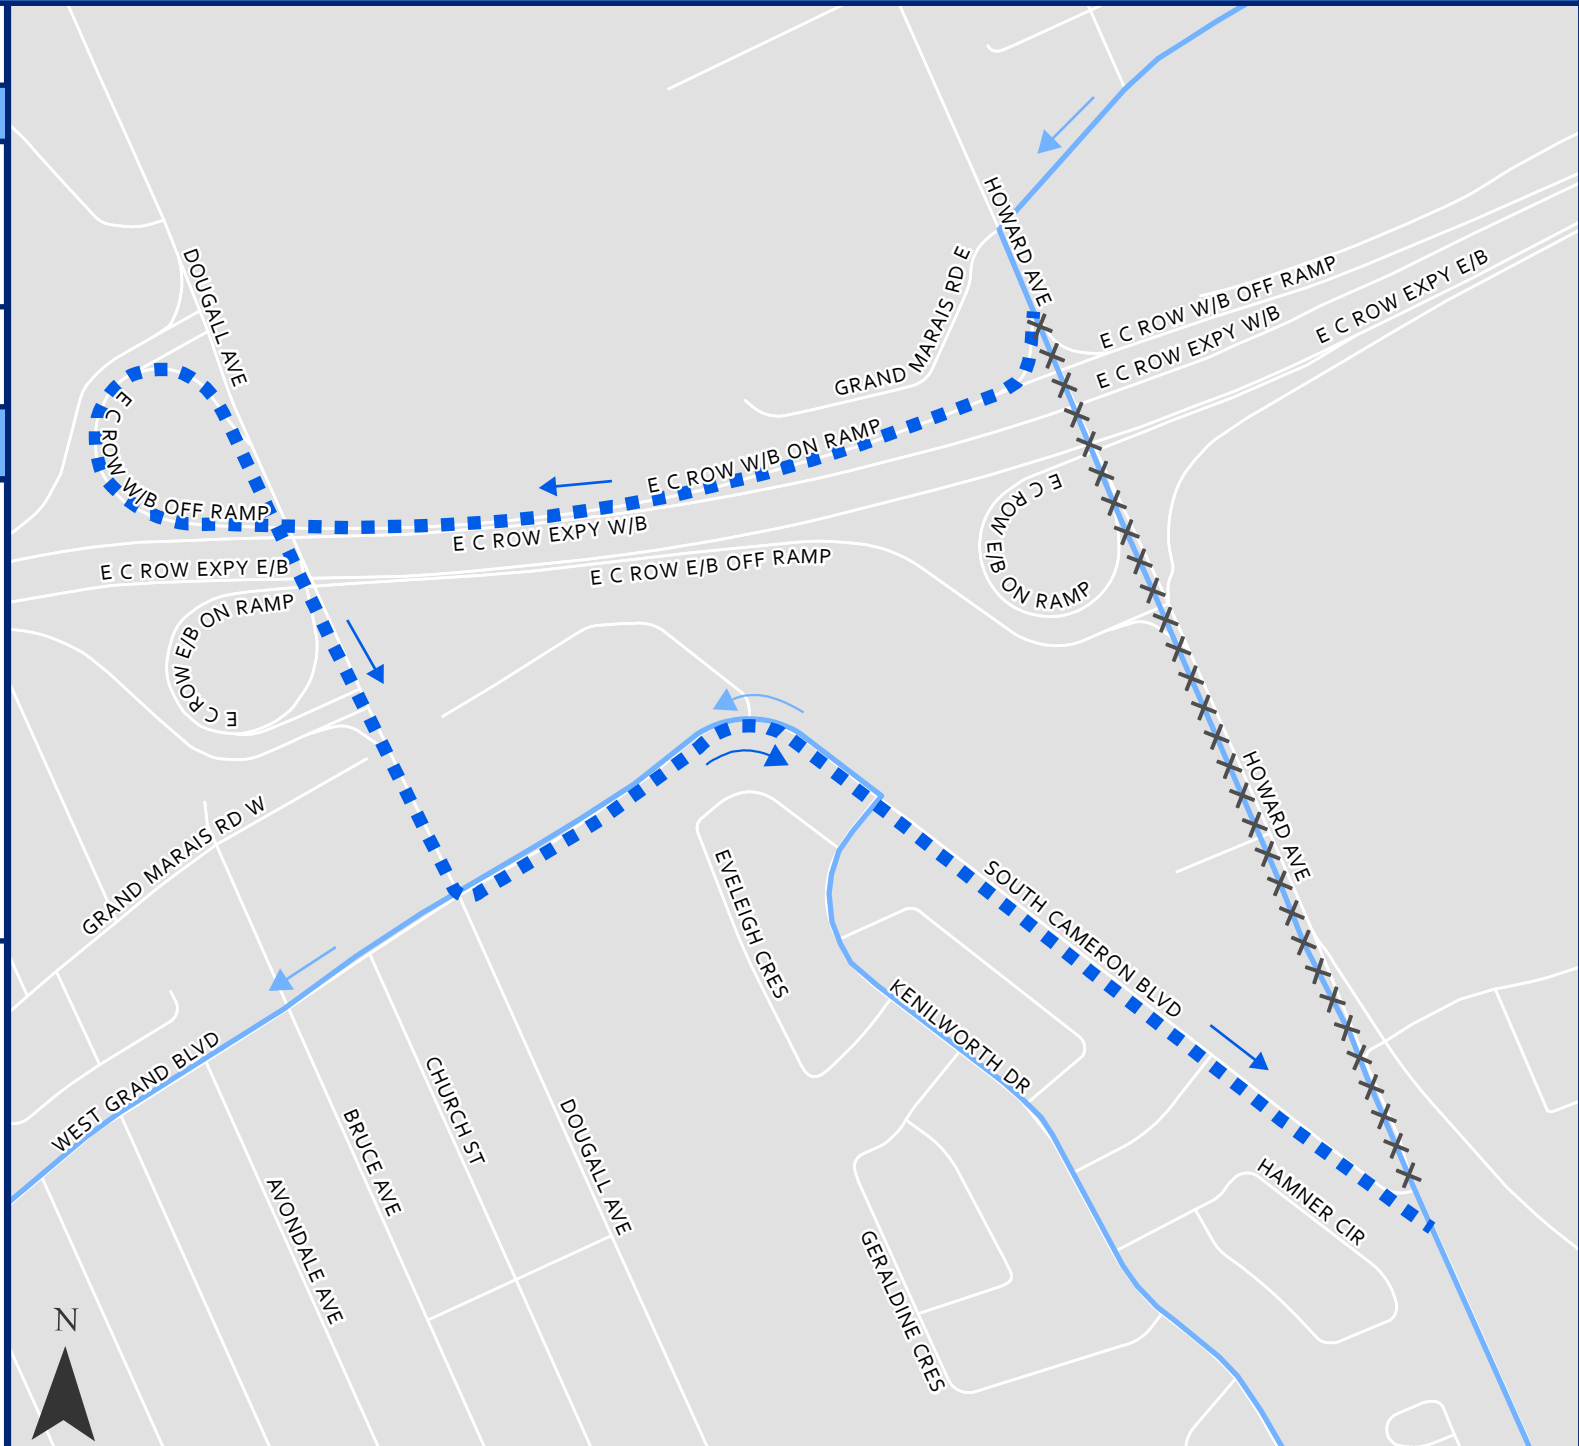 HOWARD AVE
DOUGALL AVE
GRAND MARAIS RD E
E C ROW W/B OFF RAMP
E C ROW EXPY W/B
E C ROW EXPY E/B
E C ROW W/B OFF RAMP
E C ROW W/B ON RAMP
E C ROW EXPY W/B
E C ROW EXPY E/B
E C ROW E/B OFF RAMP
E C ROW E/B ON RAMP
E C ROW E/B ON RAMP
GRAND MARAIS RD W
HOWARD AVE
EVELEIGH CRES
SOUTH CAMERON BLVD
KENILWORTH DR
WEST GRAND BLVD
CHURCH ST
BRUCE AVE
DOUGALL AVE
AVONDALE AVE
HAMNER CIR
GERALDINE CRES
N